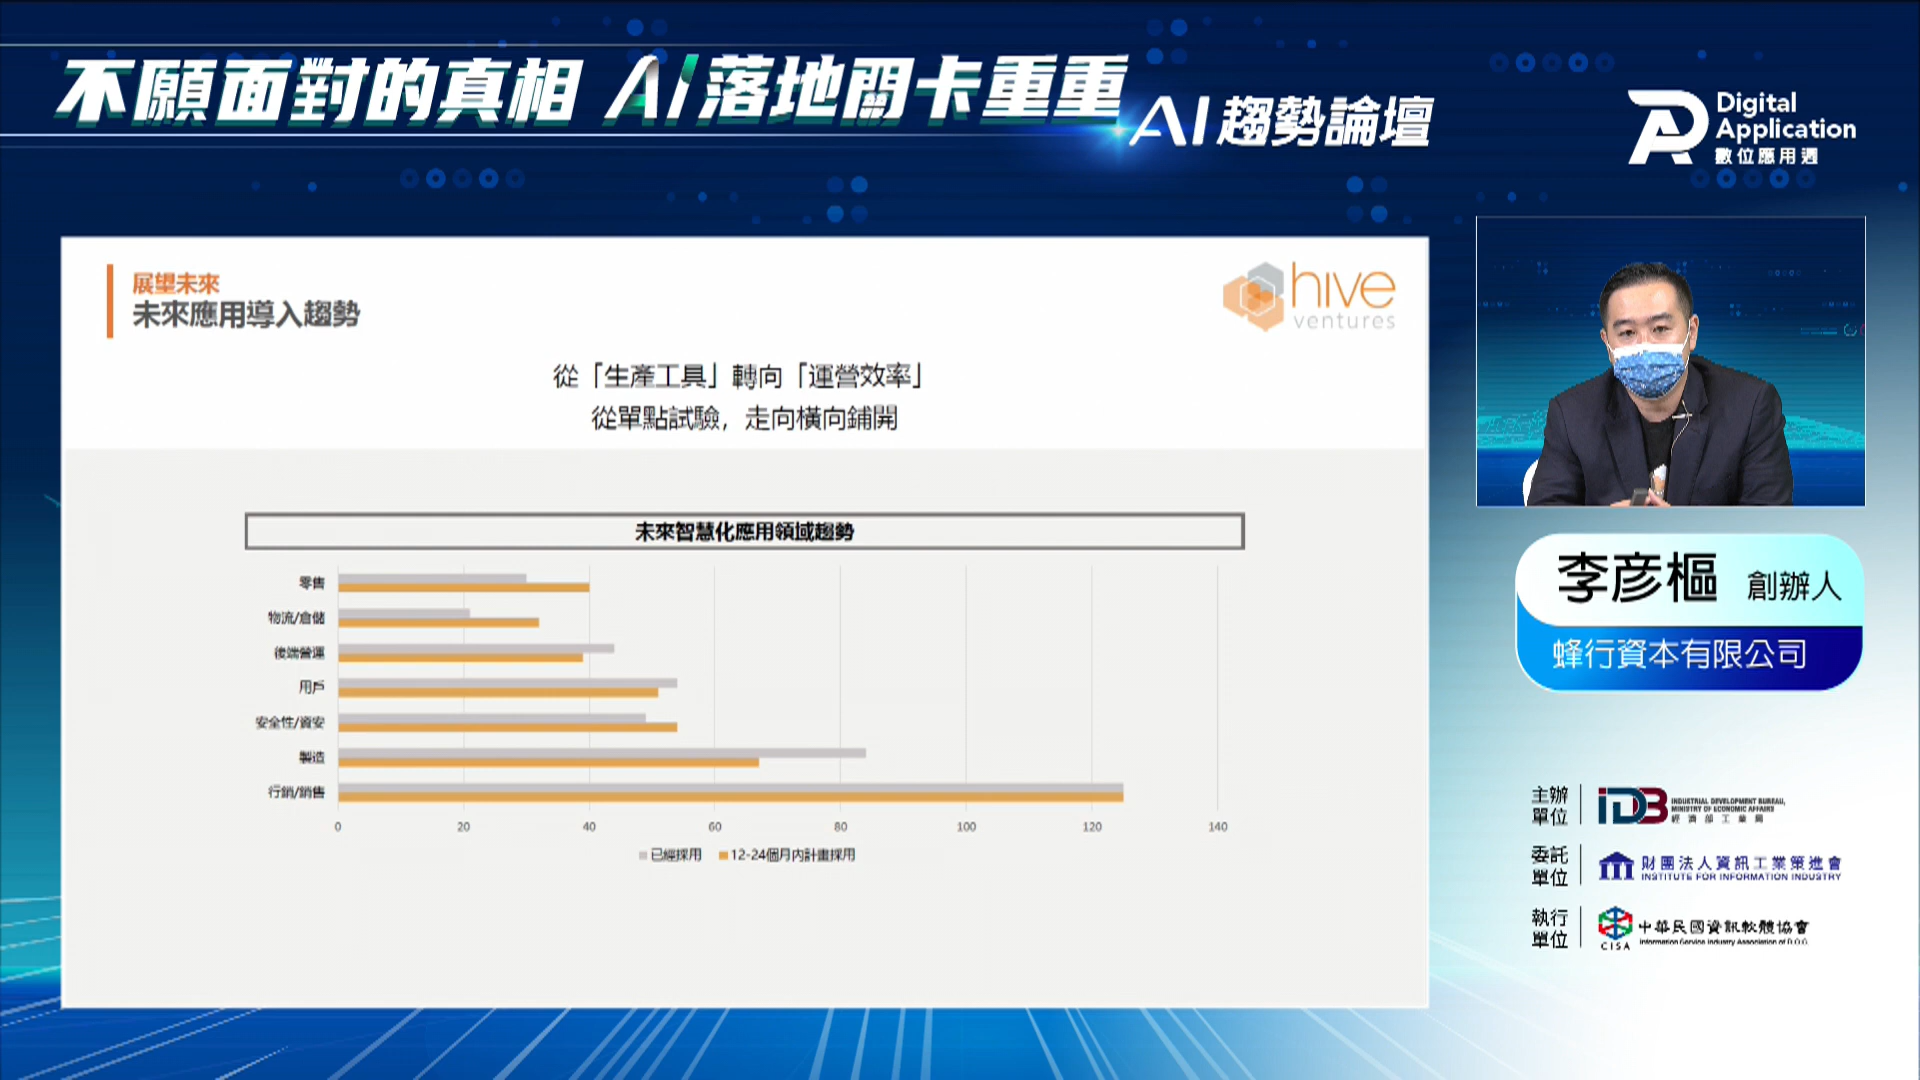 不願面對的真相 AI落地關卡重重
AI趨勢論壇
Digital
Application
數位應用週
展望未來
未來應用導入趨勢
hive
ventures
從「生產工具」轉向「運營效率」
從單點試驗，走向橫向鋪開
未來智慧化應用領域趨勢
零售
物流/倉儲
後端營運
用戶
安全性/資安
製造
行銷/銷售
0 20 40 60 80 100 120 140
已經採用 12-24個月內計畫採用
李彦樞 創辦人
蜂行資本有限公司
主辦
單位
IDB
INDUSTRIAL DEVELOPMENT BUREAU,
MINISTRY OF ECONOMIC AFFAIRS
經濟部工業局
委託
單位
財團法人資訊工業策進會
INSTITUTE FOR INFORMATION INDUSTRY
執行
單位
CISA
中華民國資訊軟體協會
Information Service Industry Association of R.O.C.